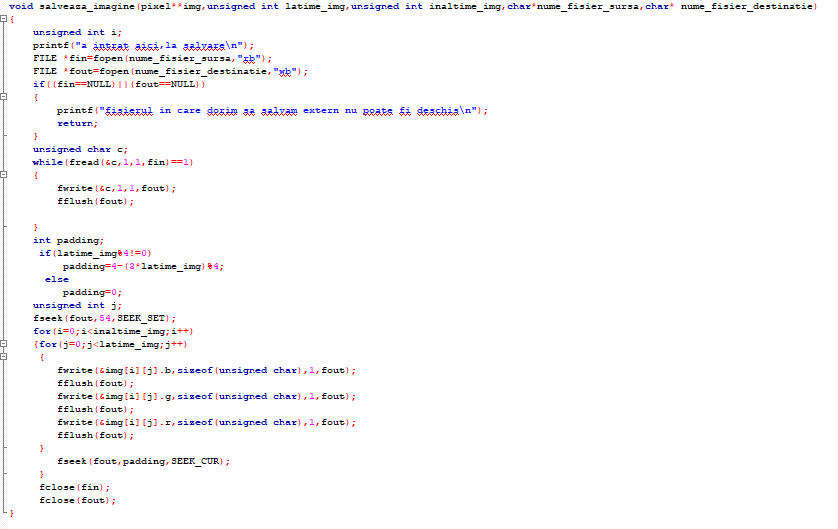 void salveaza_imagine(pixel**img,unsigned int latime_img,unsigned int inaltime_img,char*nume_fisier_sursa,char* nume_fisier_destinatie)
{
unsigned int i;
printf("a intrat aici,la salvare\n");
FILE *fin=fopen(nume_fisier_sursa,"rb");
FILE *fout=fopen(nume_fisier_destinatie,"wb");
if((fin==NULL)||(fout==NULL))
{
printf("fisierul in care dorim sa salvam extern nu poate fi deschis\n");
return;
}
unsigned char c;
while(fread(&c,1,1,fin)==1)
{
fwrite(&c,1,1,fout);
fflush(fout);
}
int padding;
if(latime_img%4!=0)
padding=4-(3*latime_img)%4;
else
padding=0;
unsigned int j;
fseek(fout,54,SEEK_SET);
for(i=0;i<inaltime_img;i++)
{for(j=0;j<latime_img;j++)
{
fwrite(&img[i][j].b,sizeof(unsigned char),1,fout);
fflush(fout);
fwrite(&img[i][j].g,sizeof(unsigned char),1,fout);
fflush(fout);
fwrite(&img[i][j].r,sizeof(unsigned char),1,fout);
fflush(fout);
}
fseek(fout,padding,SEEK_CUR);
}
fclose(fin);
fclose(fout);
}